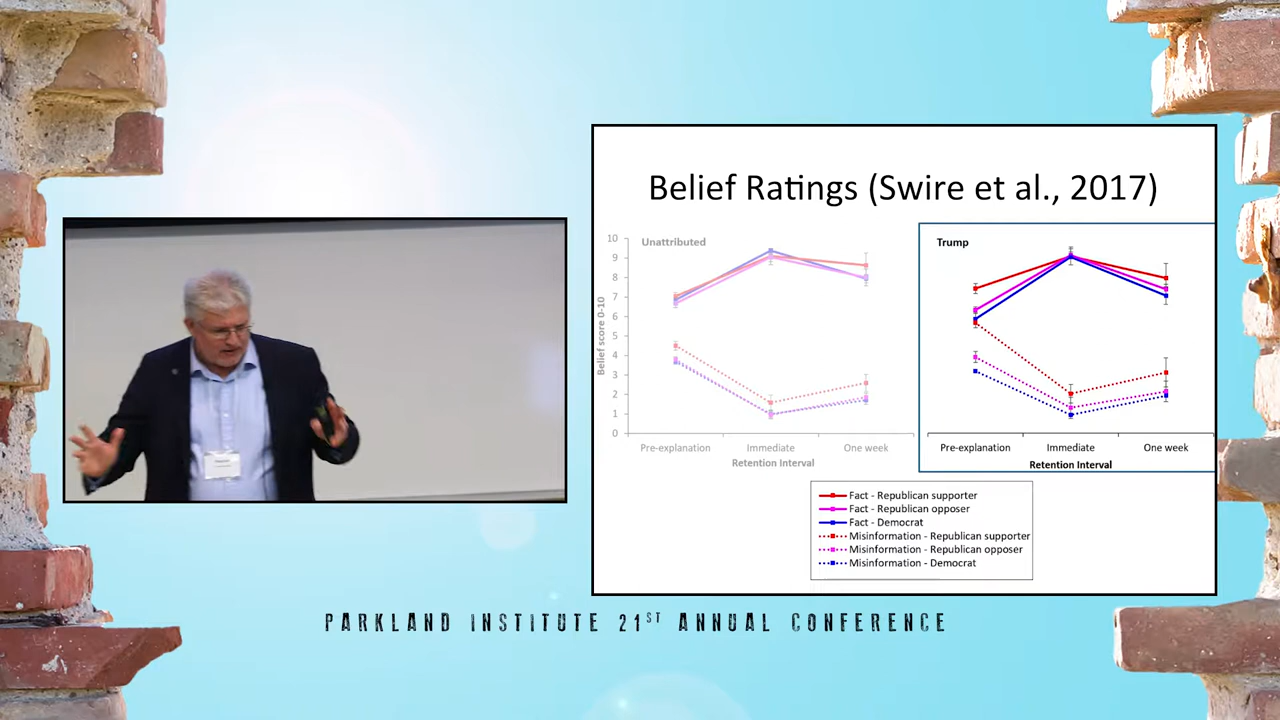 Belief Ratings (Swire et al., 2017)
10
9
8
7
6
5
4
3
2
1
0
Belief score 0-10
Unattributed
Pre-explanation Immediate One week
Retention Interval
Trump
Pre-explanation Immediate One week
Retention Interval
Fact - Republican supporter
Fact - Republican opposer
Fact - Democrat
Misinformation - Republican supporter
Misinformation - Republican opposer
Misinformation - Democrat
PARKLAND INSTITUTE 21ST ANNUAL CONFERENCE